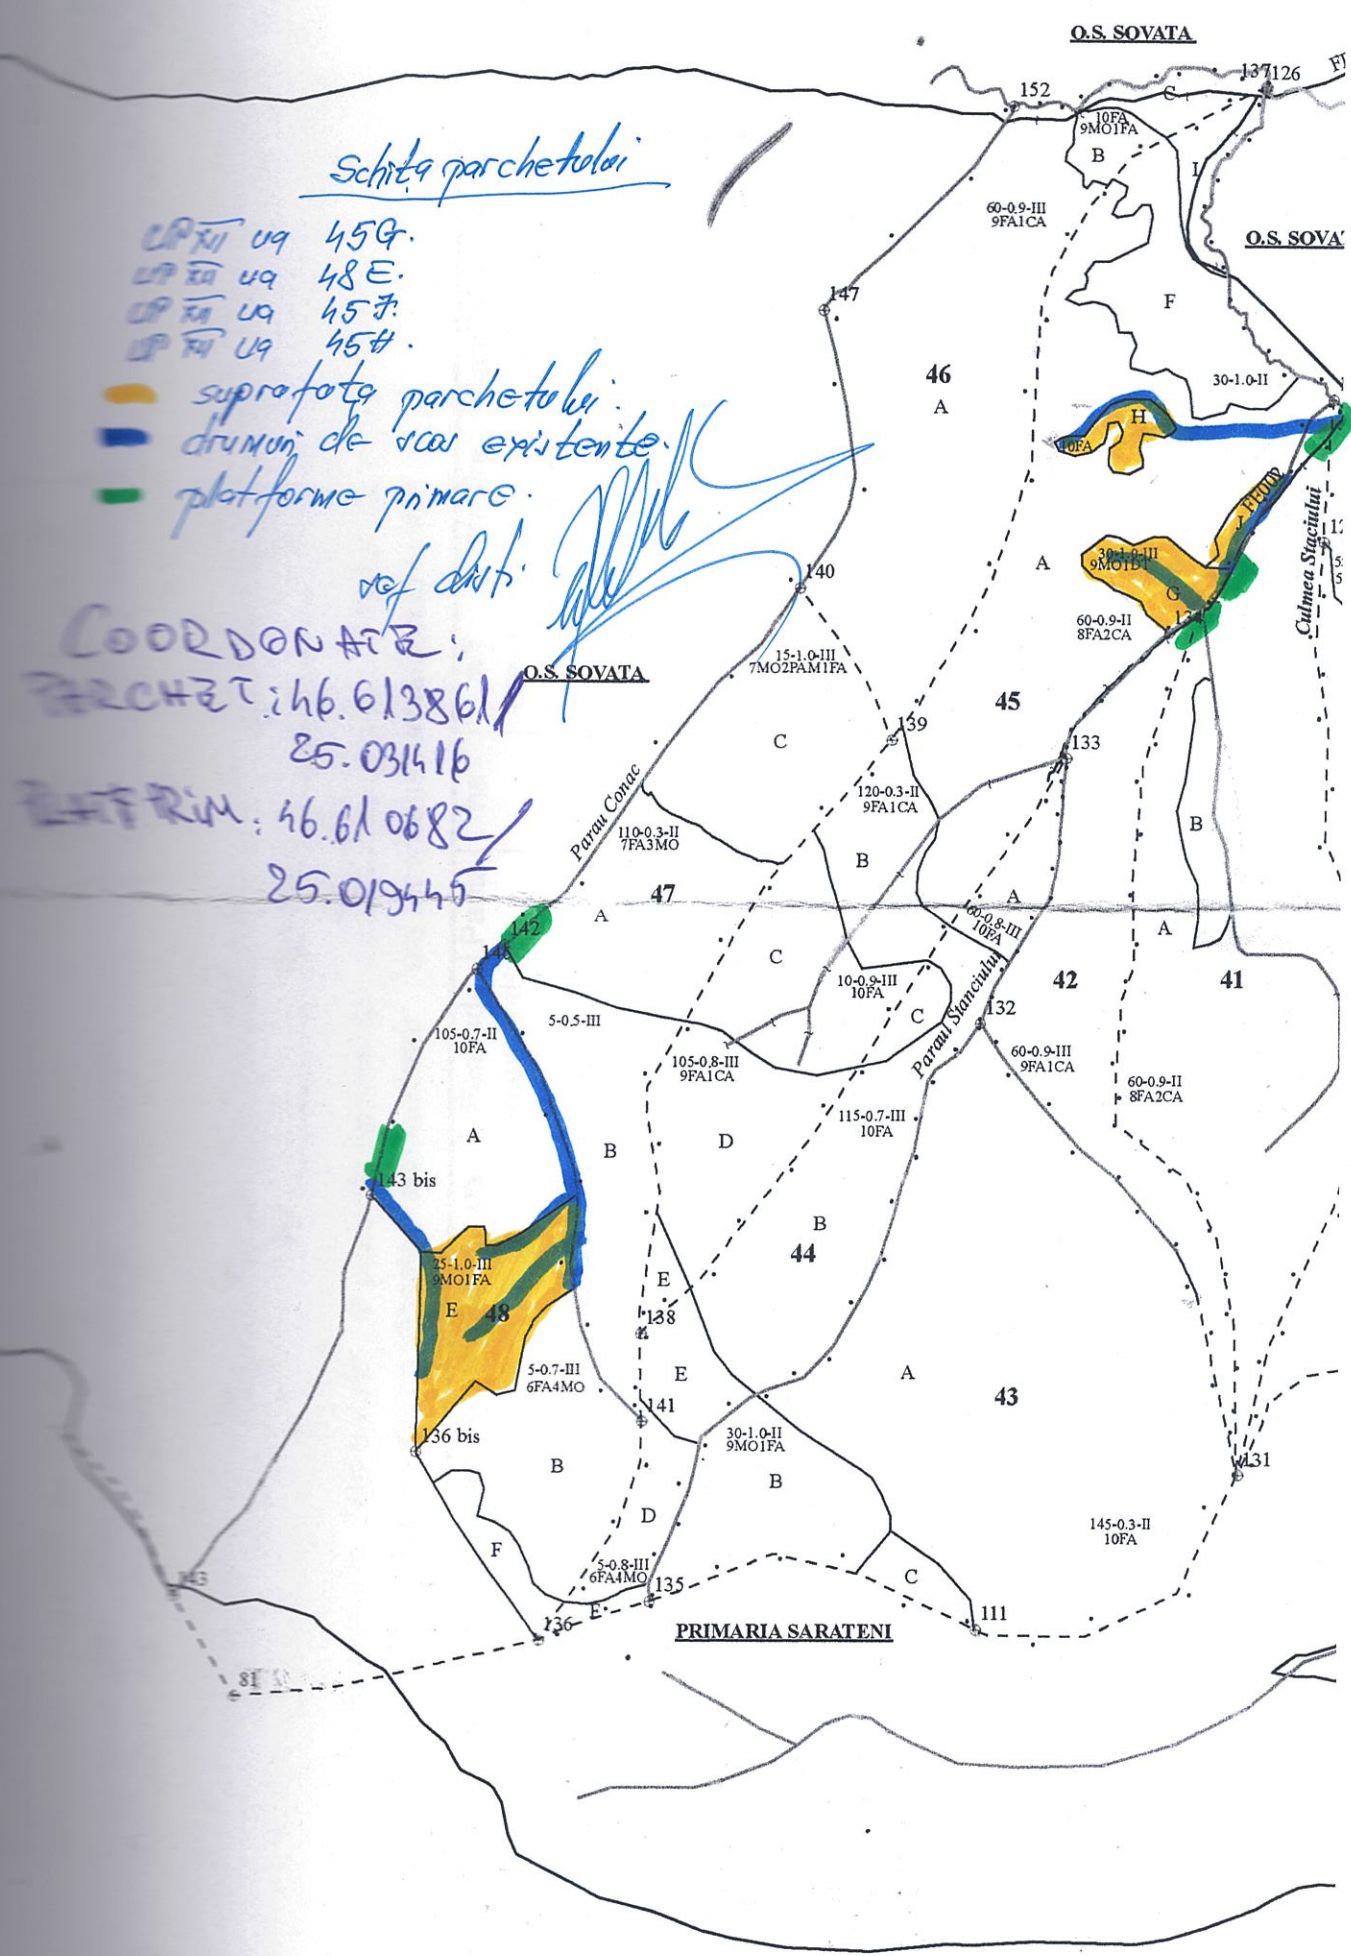 O.S. SOVATA
137 126
152
C
10FA
9MO1FA
B
I
Schița parchetului
60-0.9-III
9FA1CA
UP XII ua 45G.
UP XII ua 48E.
UP XII ua 45J.
UP XII ua 45H.
O.S. SOVA
147
F
46
A
30-1.0-II
suprafața parchetului.
drumuri de scos existente.
platforme primare.
H
10FA
J
Culmea Staciului
A
30-1.0-III
9MO1DT
G
140
60-0.9-II
8FA2CA
sef distr.
COORDONATE:
PARCHET: 46.613861/
25.031416
PLATF PRIM: 46.610682/
25.019445
O.S. SOVATA
15-1.0-III
7MO2PAM1FA
45
C
139
133
Parau Conac
120-0.3-II
9FA1CA
110-0.3-II
7FA3MO
B
B
47
A
A
60-0.8-III
10FA
A
142
C
10-0.9-III
10FA
42
41
C
Paraul Stanciului
132
105-0.7-II
10FA
5-0.5-III
105-0.8-III
9FA1CA
60-0.9-III
9FA1CA
60-0.9-II
8FA2CA
115-0.7-III
10FA
A
B
D
143 bis
B
44
25-1.0-III
9MO1FA
E
E
48
138
5-0.7-III
6FA4MO
E
A
43
141
136 bis
30-1.0-II
9MO1FA
B
B
131
D
145-0.3-II
10FA
F
5-0.8-III
6FA4MO
C
143
135
E
111
136
PRIMARIA SARATENI
81